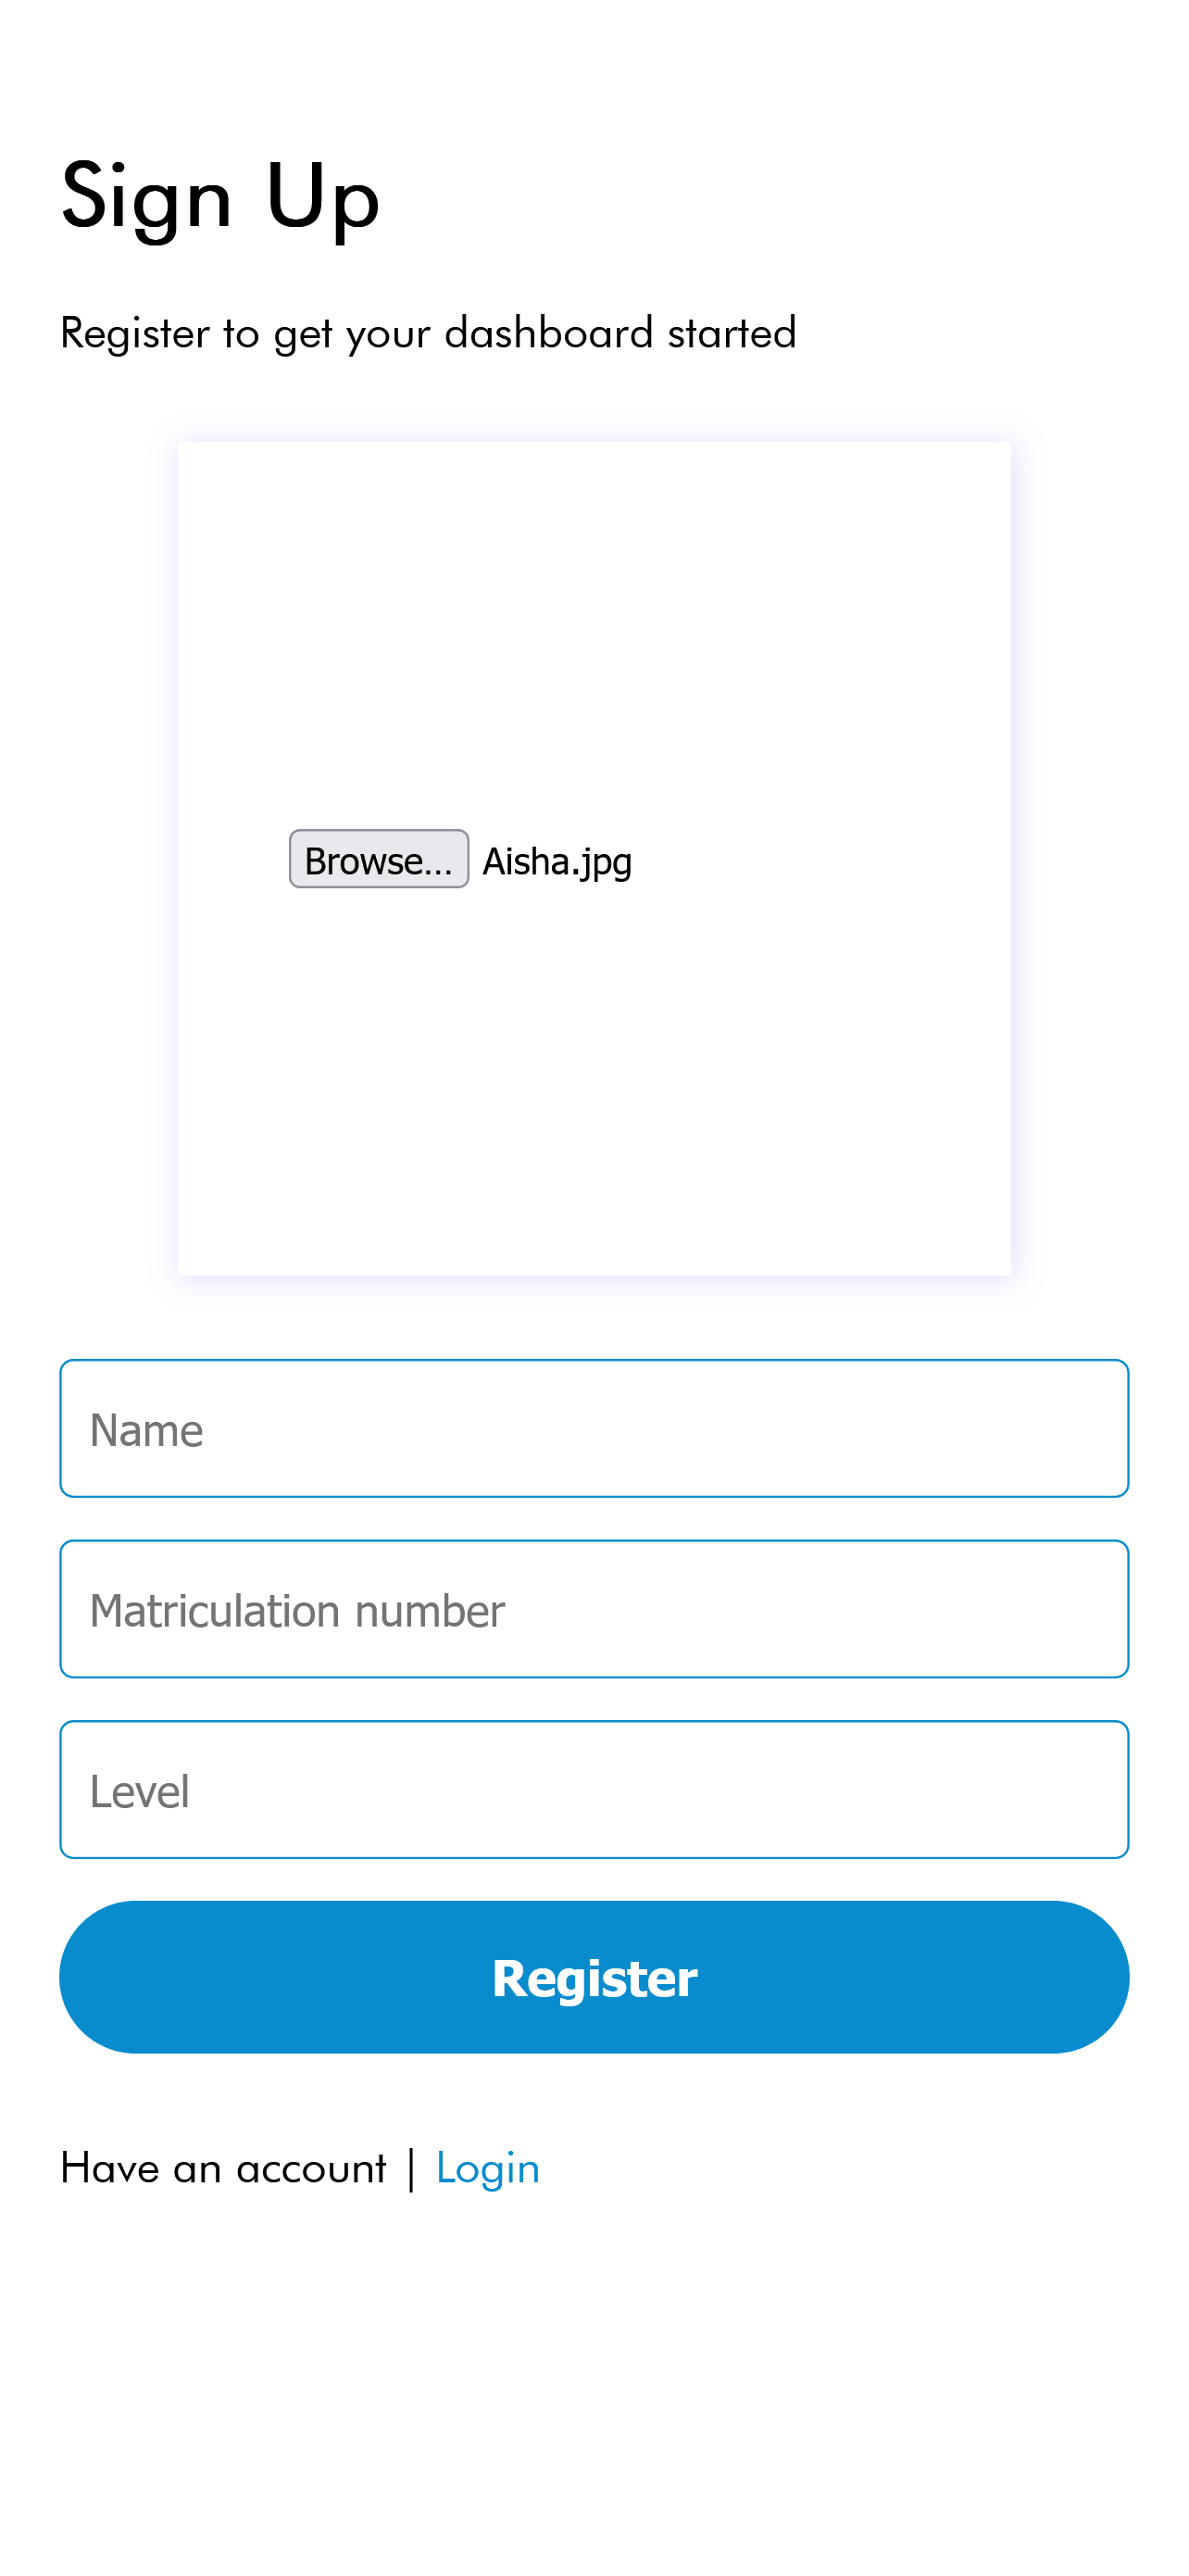 Sign Up
Register to get your dashboard started
Browse... Aisha.jpg
Name
Matriculation number
Level
Register
Have an account | Login